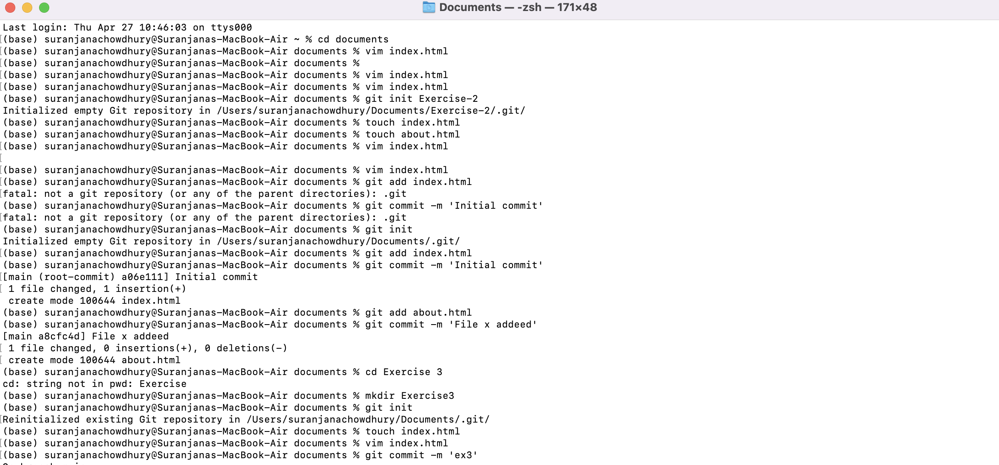 Documents — -zsh — 171×48
Last login: Thu Apr 27 10:46:03 on ttys000
(base) suranjanachowdhury@Suranjanas-MacBook-Air ~ % cd documents
(base) suranjanachowdhury@Suranjanas-MacBook-Air documents % vim index.html
(base) suranjanachowdhury@Suranjanas-MacBook-Air documents %
(base) suranjanachowdhury@Suranjanas-MacBook-Air documents % vim index.html
(base) suranjanachowdhury@Suranjanas-MacBook-Air documents % vim index.html
(base) suranjanachowdhury@Suranjanas-MacBook-Air documents % git init Exercise-2
Initialized empty Git repository in /Users/suranjanachowdhury/Documents/Exercise-2/.git/
(base) suranjanachowdhury@Suranjanas-MacBook-Air documents % touch index.html
(base) suranjanachowdhury@Suranjanas-MacBook-Air documents % touch about.html
(base) suranjanachowdhury@Suranjanas-MacBook-Air documents % vim index.html
(base) suranjanachowdhury@Suranjanas-MacBook-Air documents % vim index.html
(base) suranjanachowdhury@Suranjanas-MacBook-Air documents % git add index.html
fatal: not a git repository (or any of the parent directories): .git
(base) suranjanachowdhury@Suranjanas-MacBook-Air documents % git commit -m 'Initial commit'
fatal: not a git repository (or any of the parent directories): .git
(base) suranjanachowdhury@Suranjanas-MacBook-Air documents % git init
Initialized empty Git repository in /Users/suranjanachowdhury/Documents/.git/
(base) suranjanachowdhury@Suranjanas-MacBook-Air documents % git add index.html
(base) suranjanachowdhury@Suranjanas-MacBook-Air documents % git commit -m 'Initial commit'
[main (root-commit) a06e111] Initial commit
 1 file changed, 1 insertion(+)
 create mode 100644 index.html
(base) suranjanachowdhury@Suranjanas-MacBook-Air documents % git add about.html
(base) suranjanachowdhury@Suranjanas-MacBook-Air documents % git commit -m 'File x addeed'
[main a8cfc4d] File x addeed
 1 file changed, 0 insertions(+), 0 deletions(-)
 create mode 100644 about.html
(base) suranjanachowdhury@Suranjanas-MacBook-Air documents % cd Exercise 3
cd: string not in pwd: Exercise
(base) suranjanachowdhury@Suranjanas-MacBook-Air documents % mkdir Exercise3
(base) suranjanachowdhury@Suranjanas-MacBook-Air documents % git init
Reinitialized existing Git repository in /Users/suranjanachowdhury/Documents/.git/
(base) suranjanachowdhury@Suranjanas-MacBook-Air documents % touch index.html
(base) suranjanachowdhury@Suranjanas-MacBook-Air documents % vim index.html
(base) suranjanachowdhury@Suranjanas-MacBook-Air documents % git commit -m 'ex3'